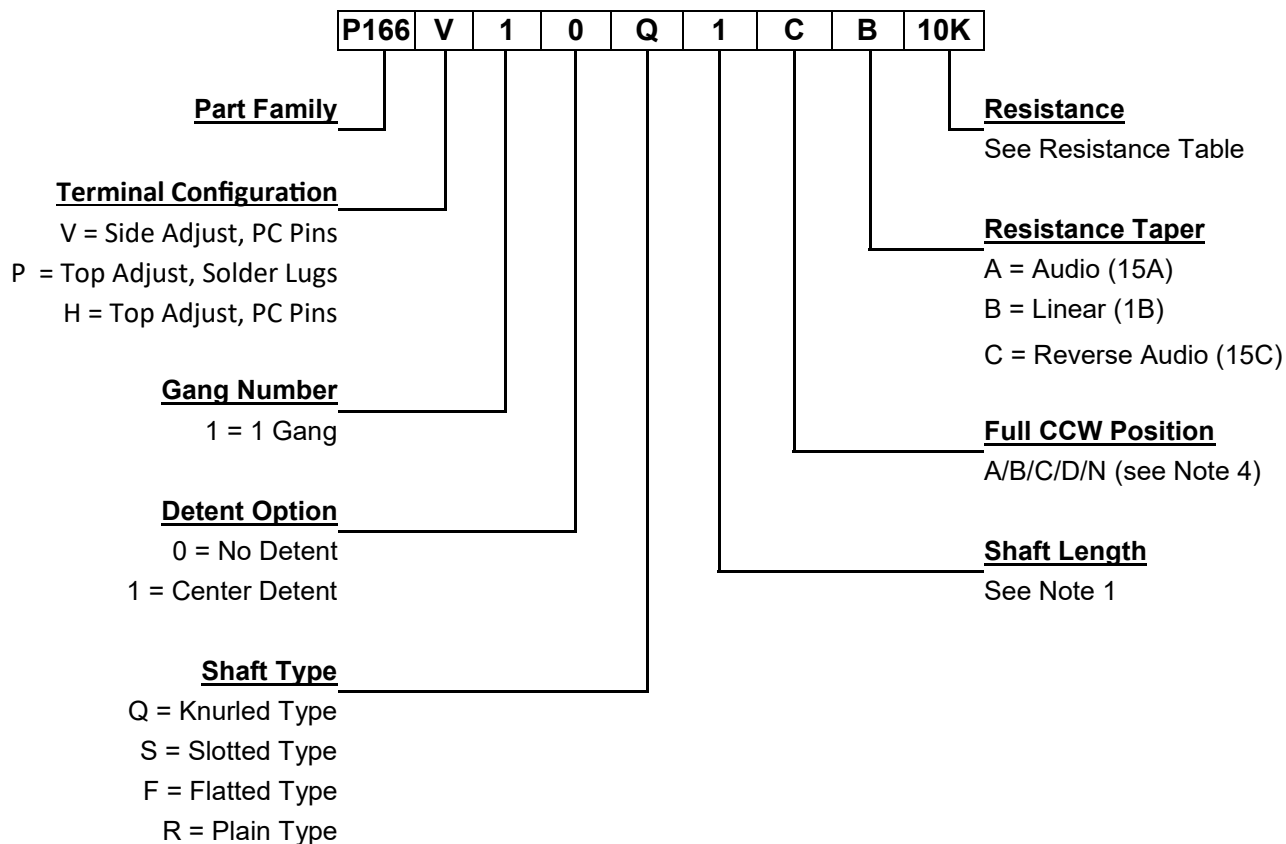 P166 V 1 0 Q 1 C B 10K
Part Family
Terminal Configuration
V = Side Adjust, PC Pins
P = Top Adjust, Solder Lugs
H = Top Adjust, PC Pins
Gang Number
1 = 1 Gang
Detent Option
0 = No Detent
1 = Center Detent
Shaft Type
Q = Knurled Type
S = Slotted Type
F = Flatted Type
R = Plain Type
Resistance
See Resistance Table
Resistance Taper
A = Audio (15A)
B = Linear (1B)
C = Reverse Audio (15C)
Full CCW Position
A/B/C/D/N (see Note 4)
Shaft Length
See Note 1